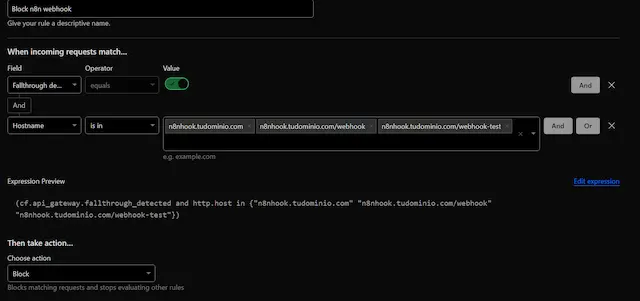 Block n8n webhook
Give your rule a descriptive name.
When incoming requests match...
Field Operator Value
Fallthrough de... equals And
And
Hostname is in n8nhook.tudominio.com n8nhook.tudominio.com/webhook n8nhook.tudominio.com/webhook-test And Or
e.g. example.com
Expression Preview Edit expression
(cf.api_gateway.fallthrough_detected and http.host in {"n8nhook.tudominio.com" "n8nhook.tudominio.com/webhook"
"n8nhook.tudominio.com/webhook-test"})
Then take action...
Choose action
Block
Blocks matching requests and stops evaluating other rules